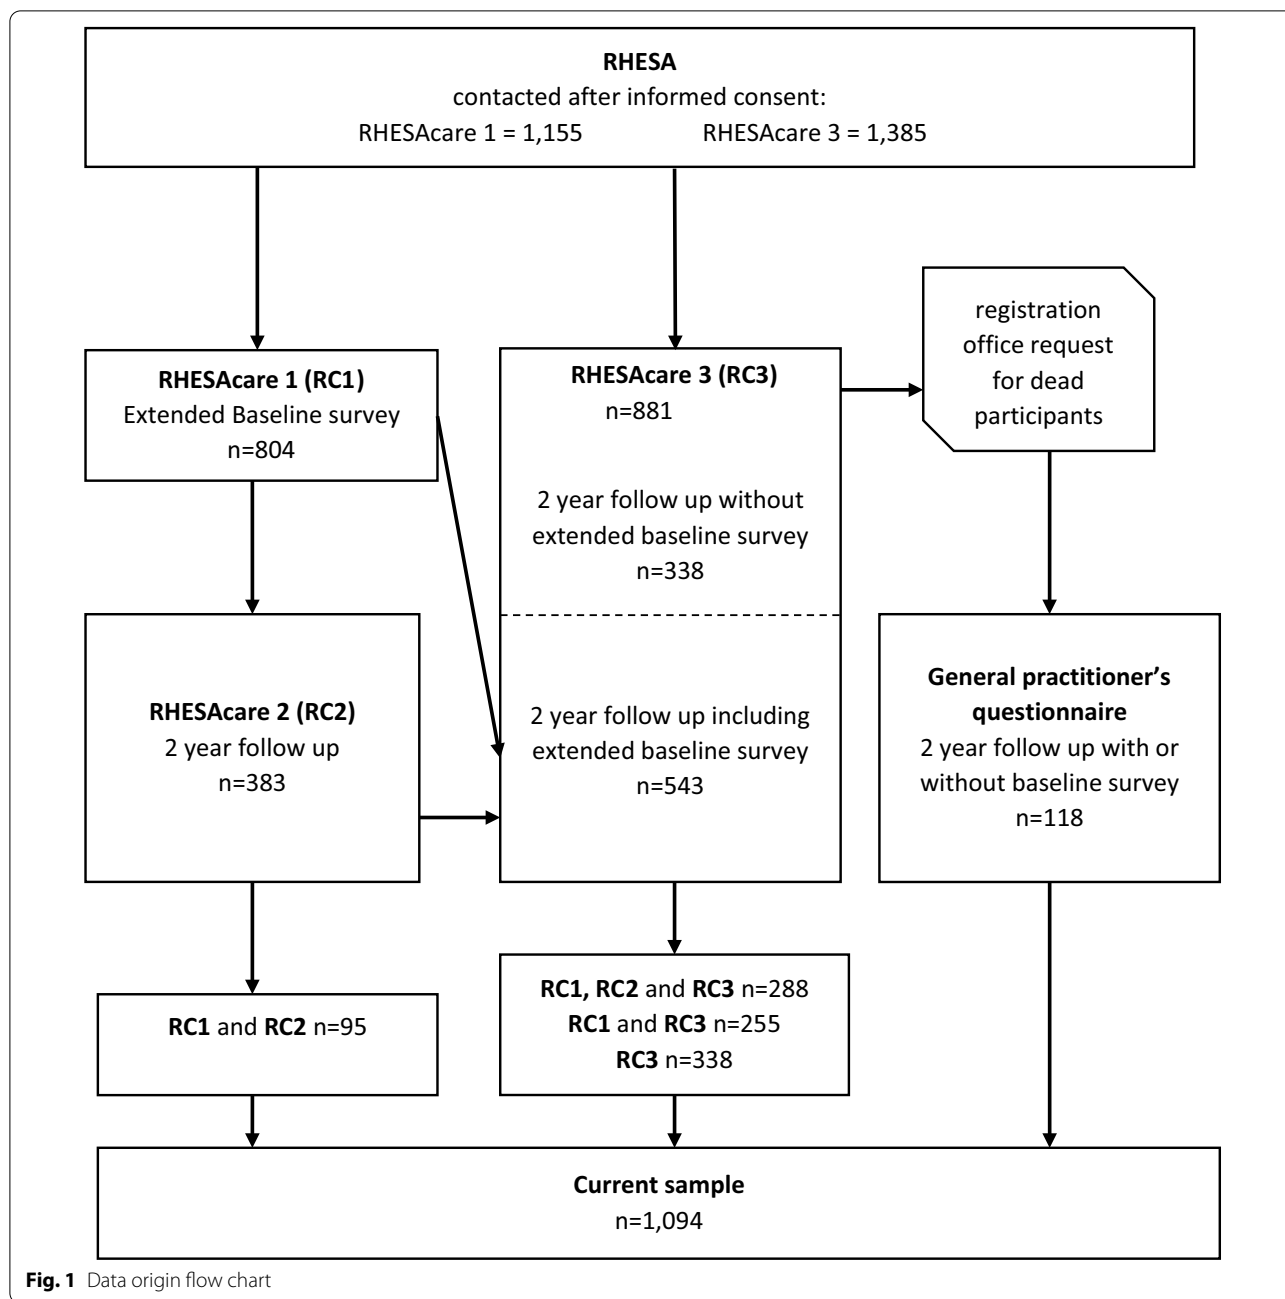 RHESA
contacted after informed consent:
RHESAcare 1 = 1,155 RHESAcare 3 = 1,385
registration
office request
for dead
participants
RHESAcare 1 (RC1)
Extended Baseline survey
n=804
RHESAcare 3 (RC3)
n=881
2 year follow up without
extended baseline survey
n=338
2 year follow up including
extended baseline survey
n=543
RHESAcare 2 (RC2)
2 year follow up
n=383
General practitioner’s
questionnaire
2 year follow up with or
without baseline survey
n=118
RC1 and RC2 n=95
RC1, RC2 and RC3 n=288
RC1 and RC3 n=255
RC3 n=338
Current sample
n=1,094
Fig. 1 Data origin flow chart